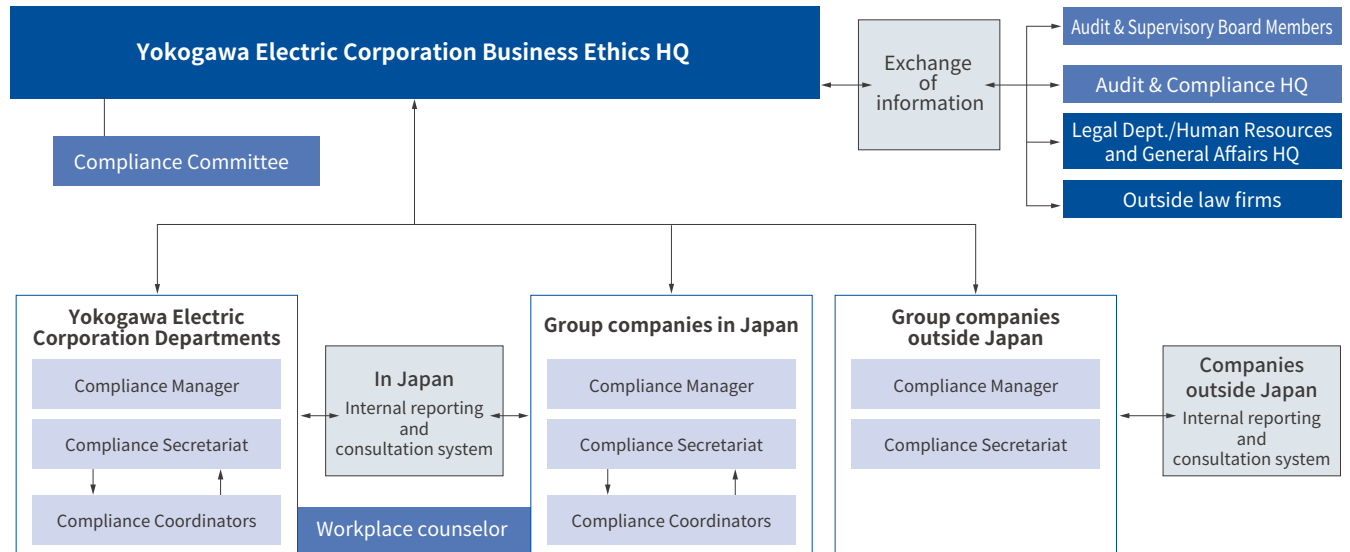 Yokogawa Electric Corporation Business Ethics HQ
Compliance Committee
Exchange
of
information
Audit & Supervisory Board Members
Audit & Compliance HQ
Legal Dept./Human Resources
and General Affairs HQ
Outside law firms
Yokogawa Electric
Corporation Departments
Compliance Manager
Compliance Secretariat
Compliance Coordinators
In Japan
Internal reporting
and
consultation system
Workplace counselor
Group companies in Japan
Compliance Manager
Compliance Secretariat
Compliance Coordinators
Group companies
outside Japan
Compliance Manager
Compliance Secretariat
Companies
outside Japan
Internal reporting
and
consultation system